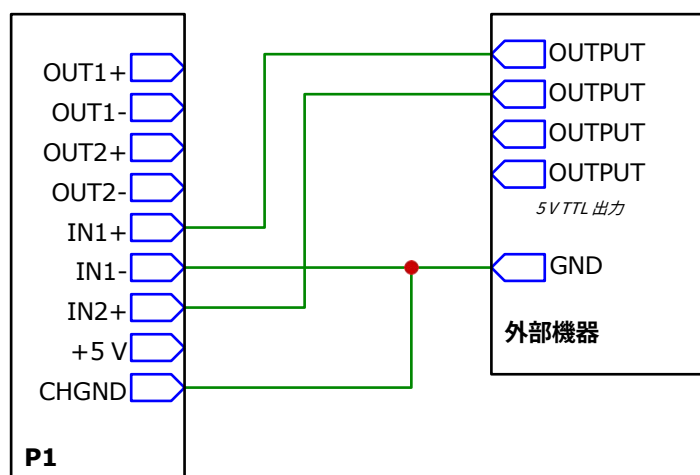 OUT1+
OUT1-
OUT2+
OUT2-
IN1+
IN1-
IN2+
+5 V
CHGND
P1
OUTPUT
OUTPUT
OUTPUT
OUTPUT
5 V TTL 出力
GND
外部機器